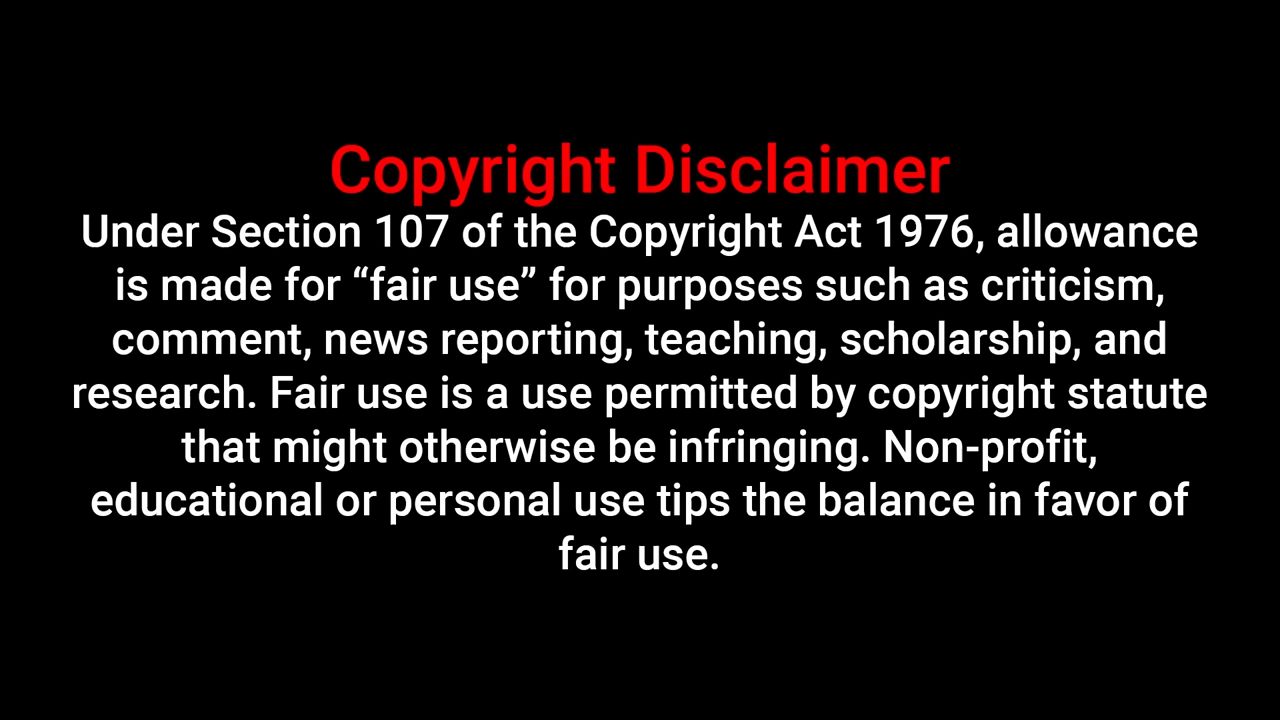 Copyright Disclaimer
Under Section 107 of the Copyright Act 1976, allowance
is made for “fair use” for purposes such as criticism,
comment, news reporting, teaching, scholarship, and
research. Fair use is a use permitted by copyright statute
that might otherwise be infringing. Non-profit,
educational or personal use tips the balance in favor of
fair use.